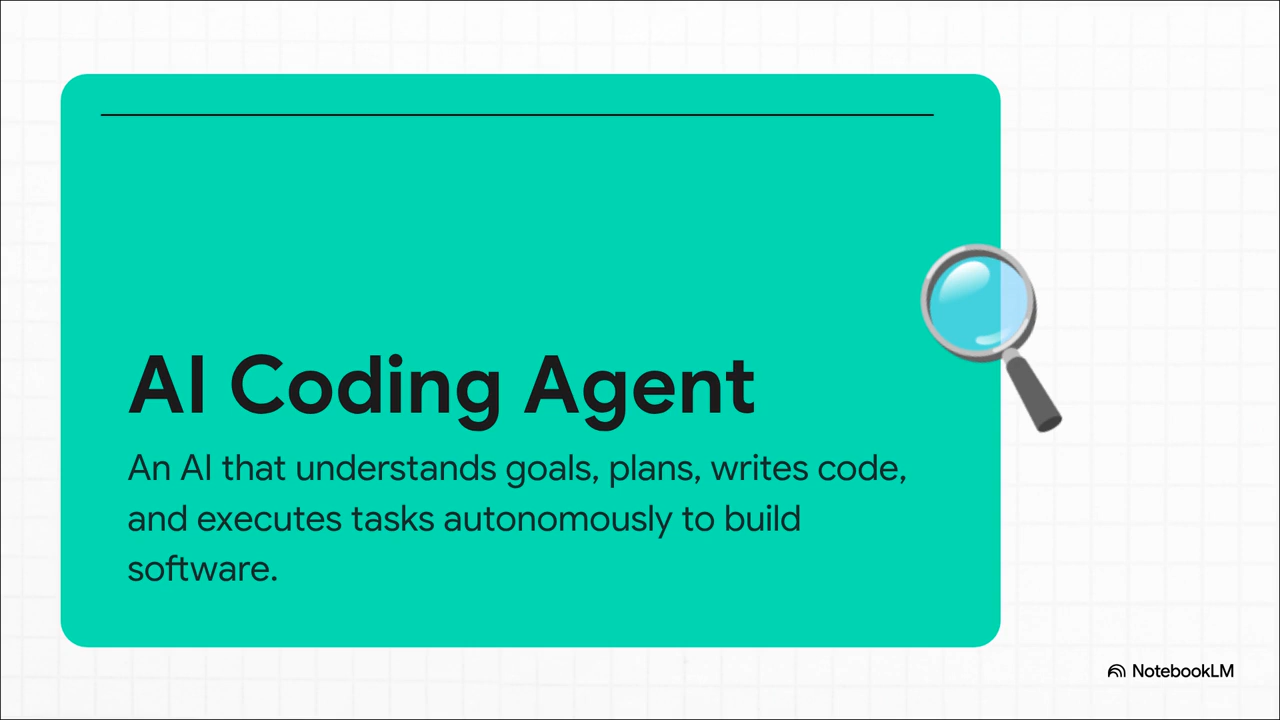 AI Coding Agent
An AI that understands goals, plans, writes code,
and executes tasks autonomously to build
software.
NotebookLM